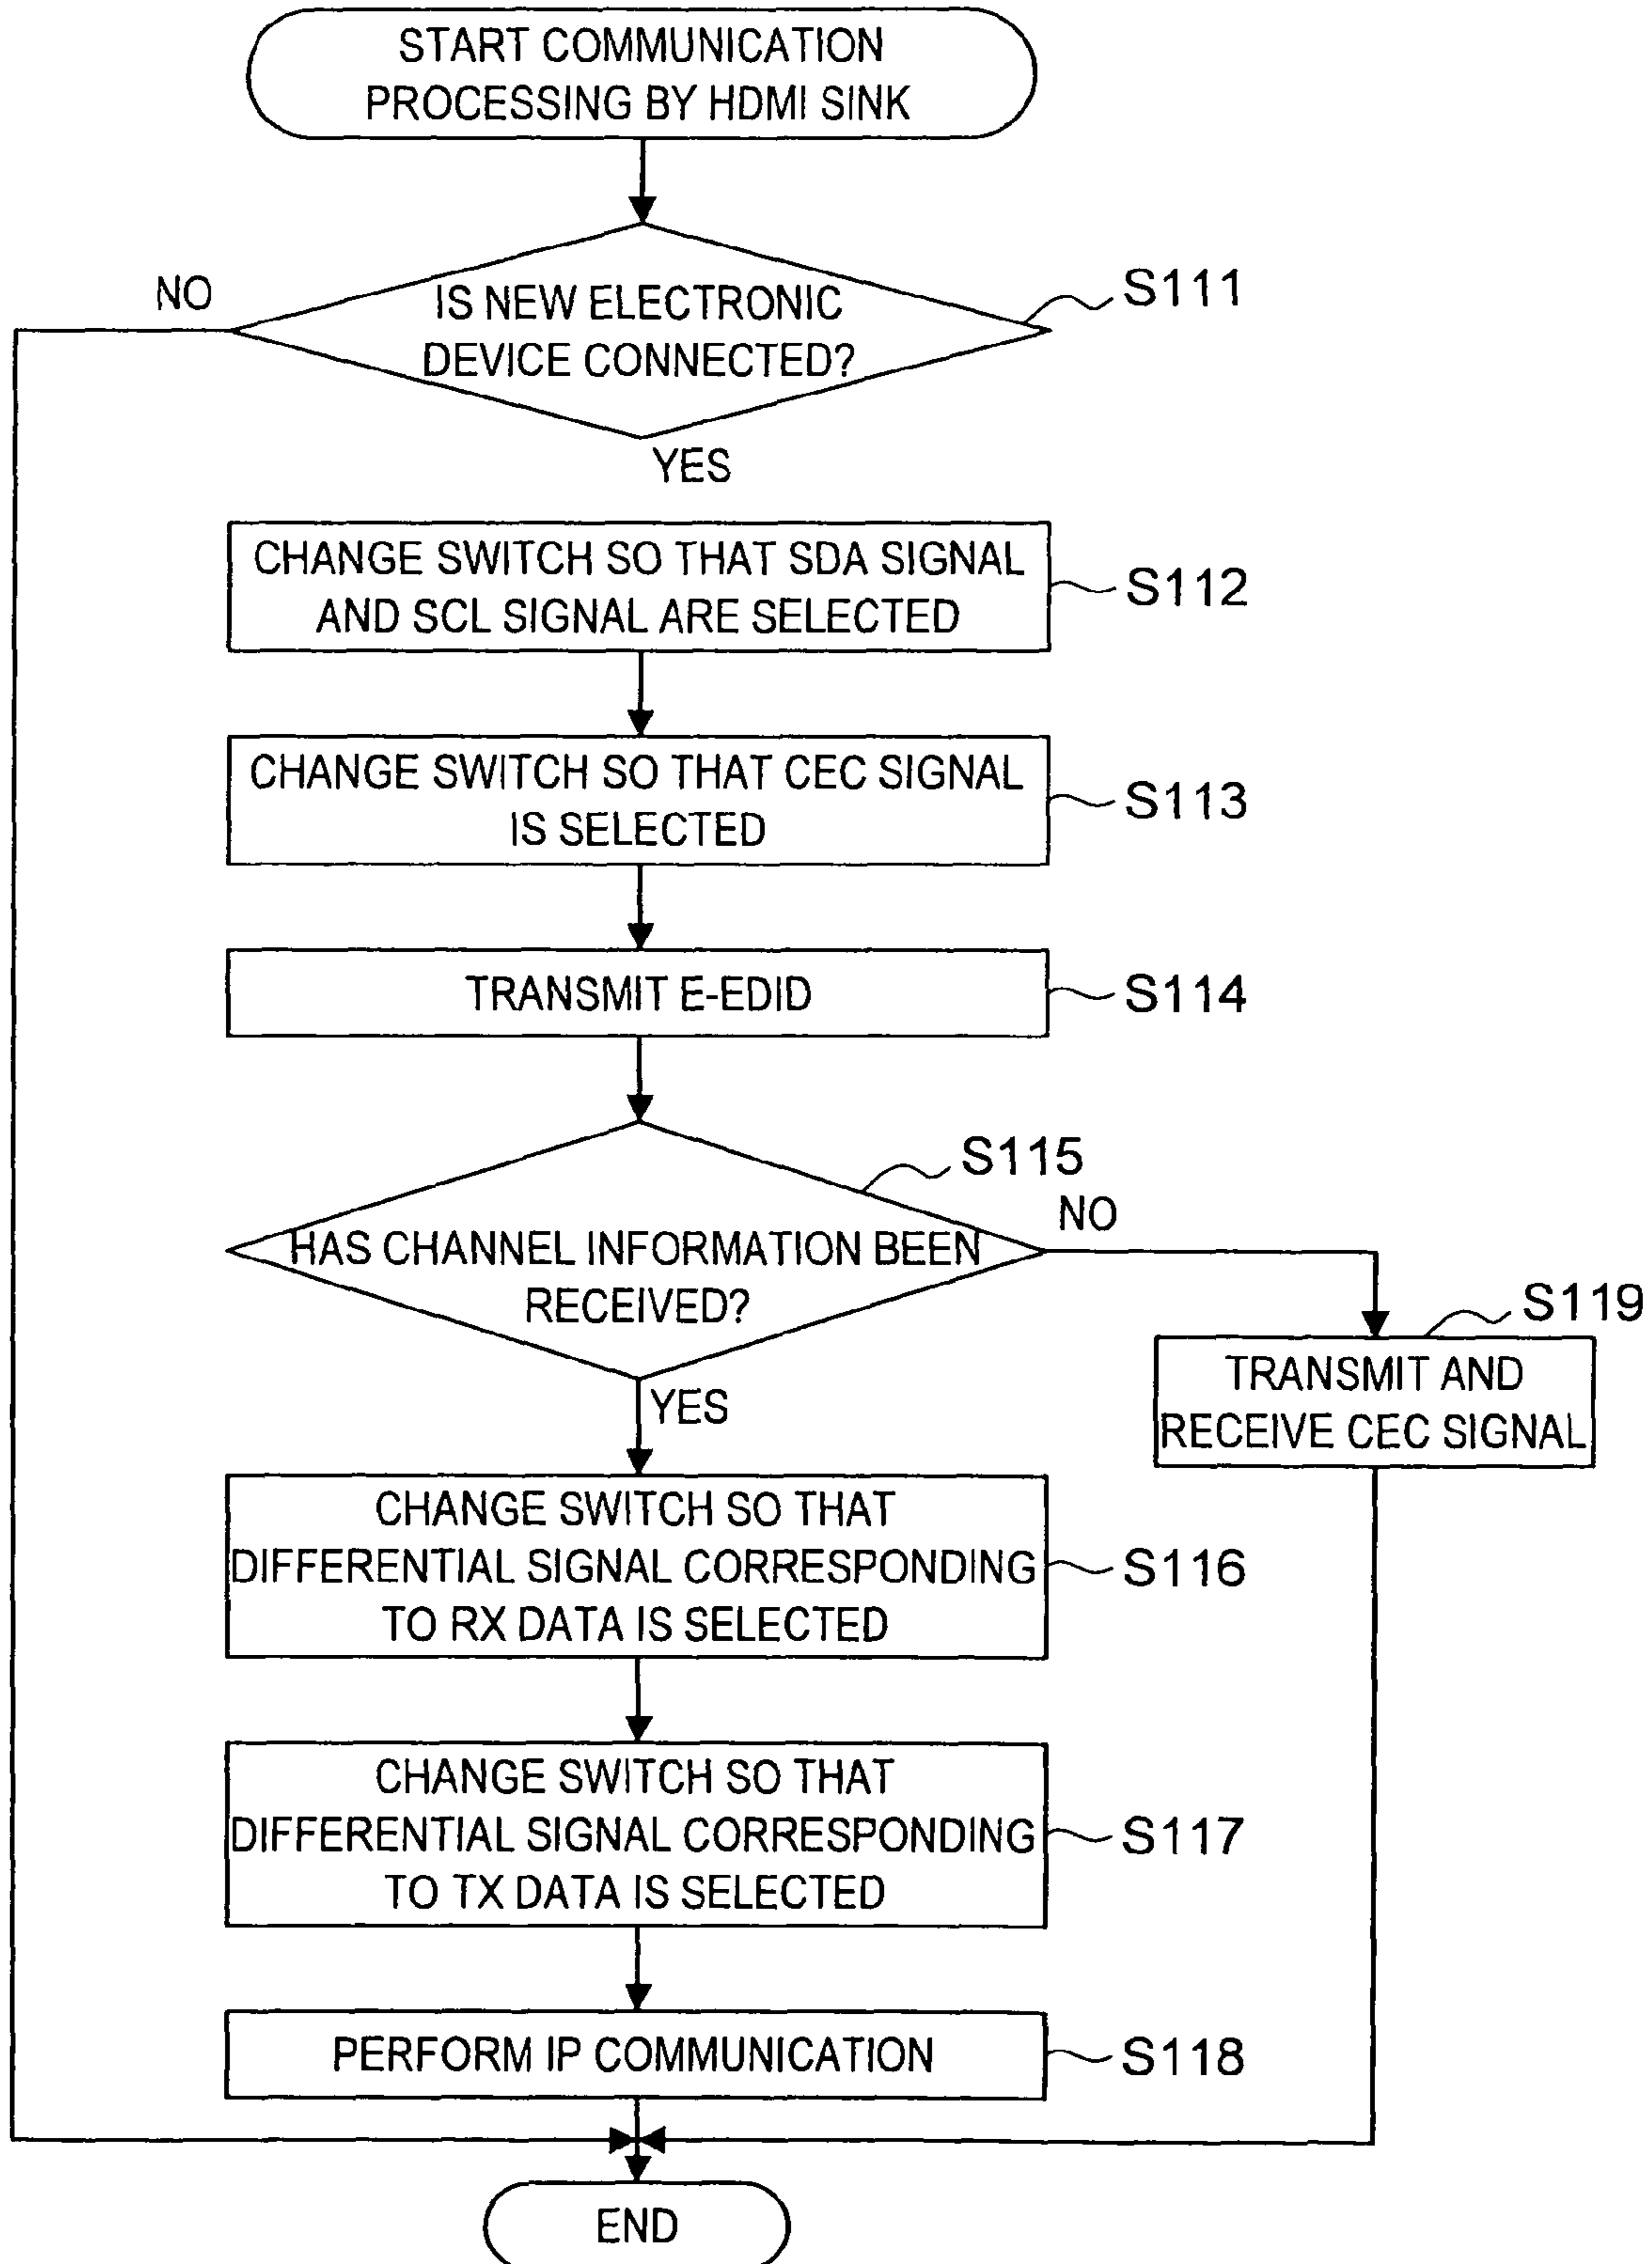 START COMMUNICATION
PROCESSING BY HDMI SINK
NO
IS NEW ELECTRONIC
DEVICE CONNECTED?
S111
YES
CHANGE SWITCH SO THAT SDA SIGNAL
AND SCL SIGNAL ARE SELECTED
S112
CHANGE SWITCH SO THAT CEC SIGNAL
IS SELECTED
S113
TRANSMIT E-EDID
S114
S115
HAS CHANNEL INFORMATION BEEN
RECEIVED?
NO
YES
S119
TRANSMIT AND
RECEIVE CEC SIGNAL
CHANGE SWITCH SO THAT
DIFFERENTIAL SIGNAL CORRESPONDING
TO RX DATA IS SELECTED
S116
CHANGE SWITCH SO THAT
DIFFERENTIAL SIGNAL CORRESPONDING
TO TX DATA IS SELECTED
S117
PERFORM IP COMMUNICATION
S118
END